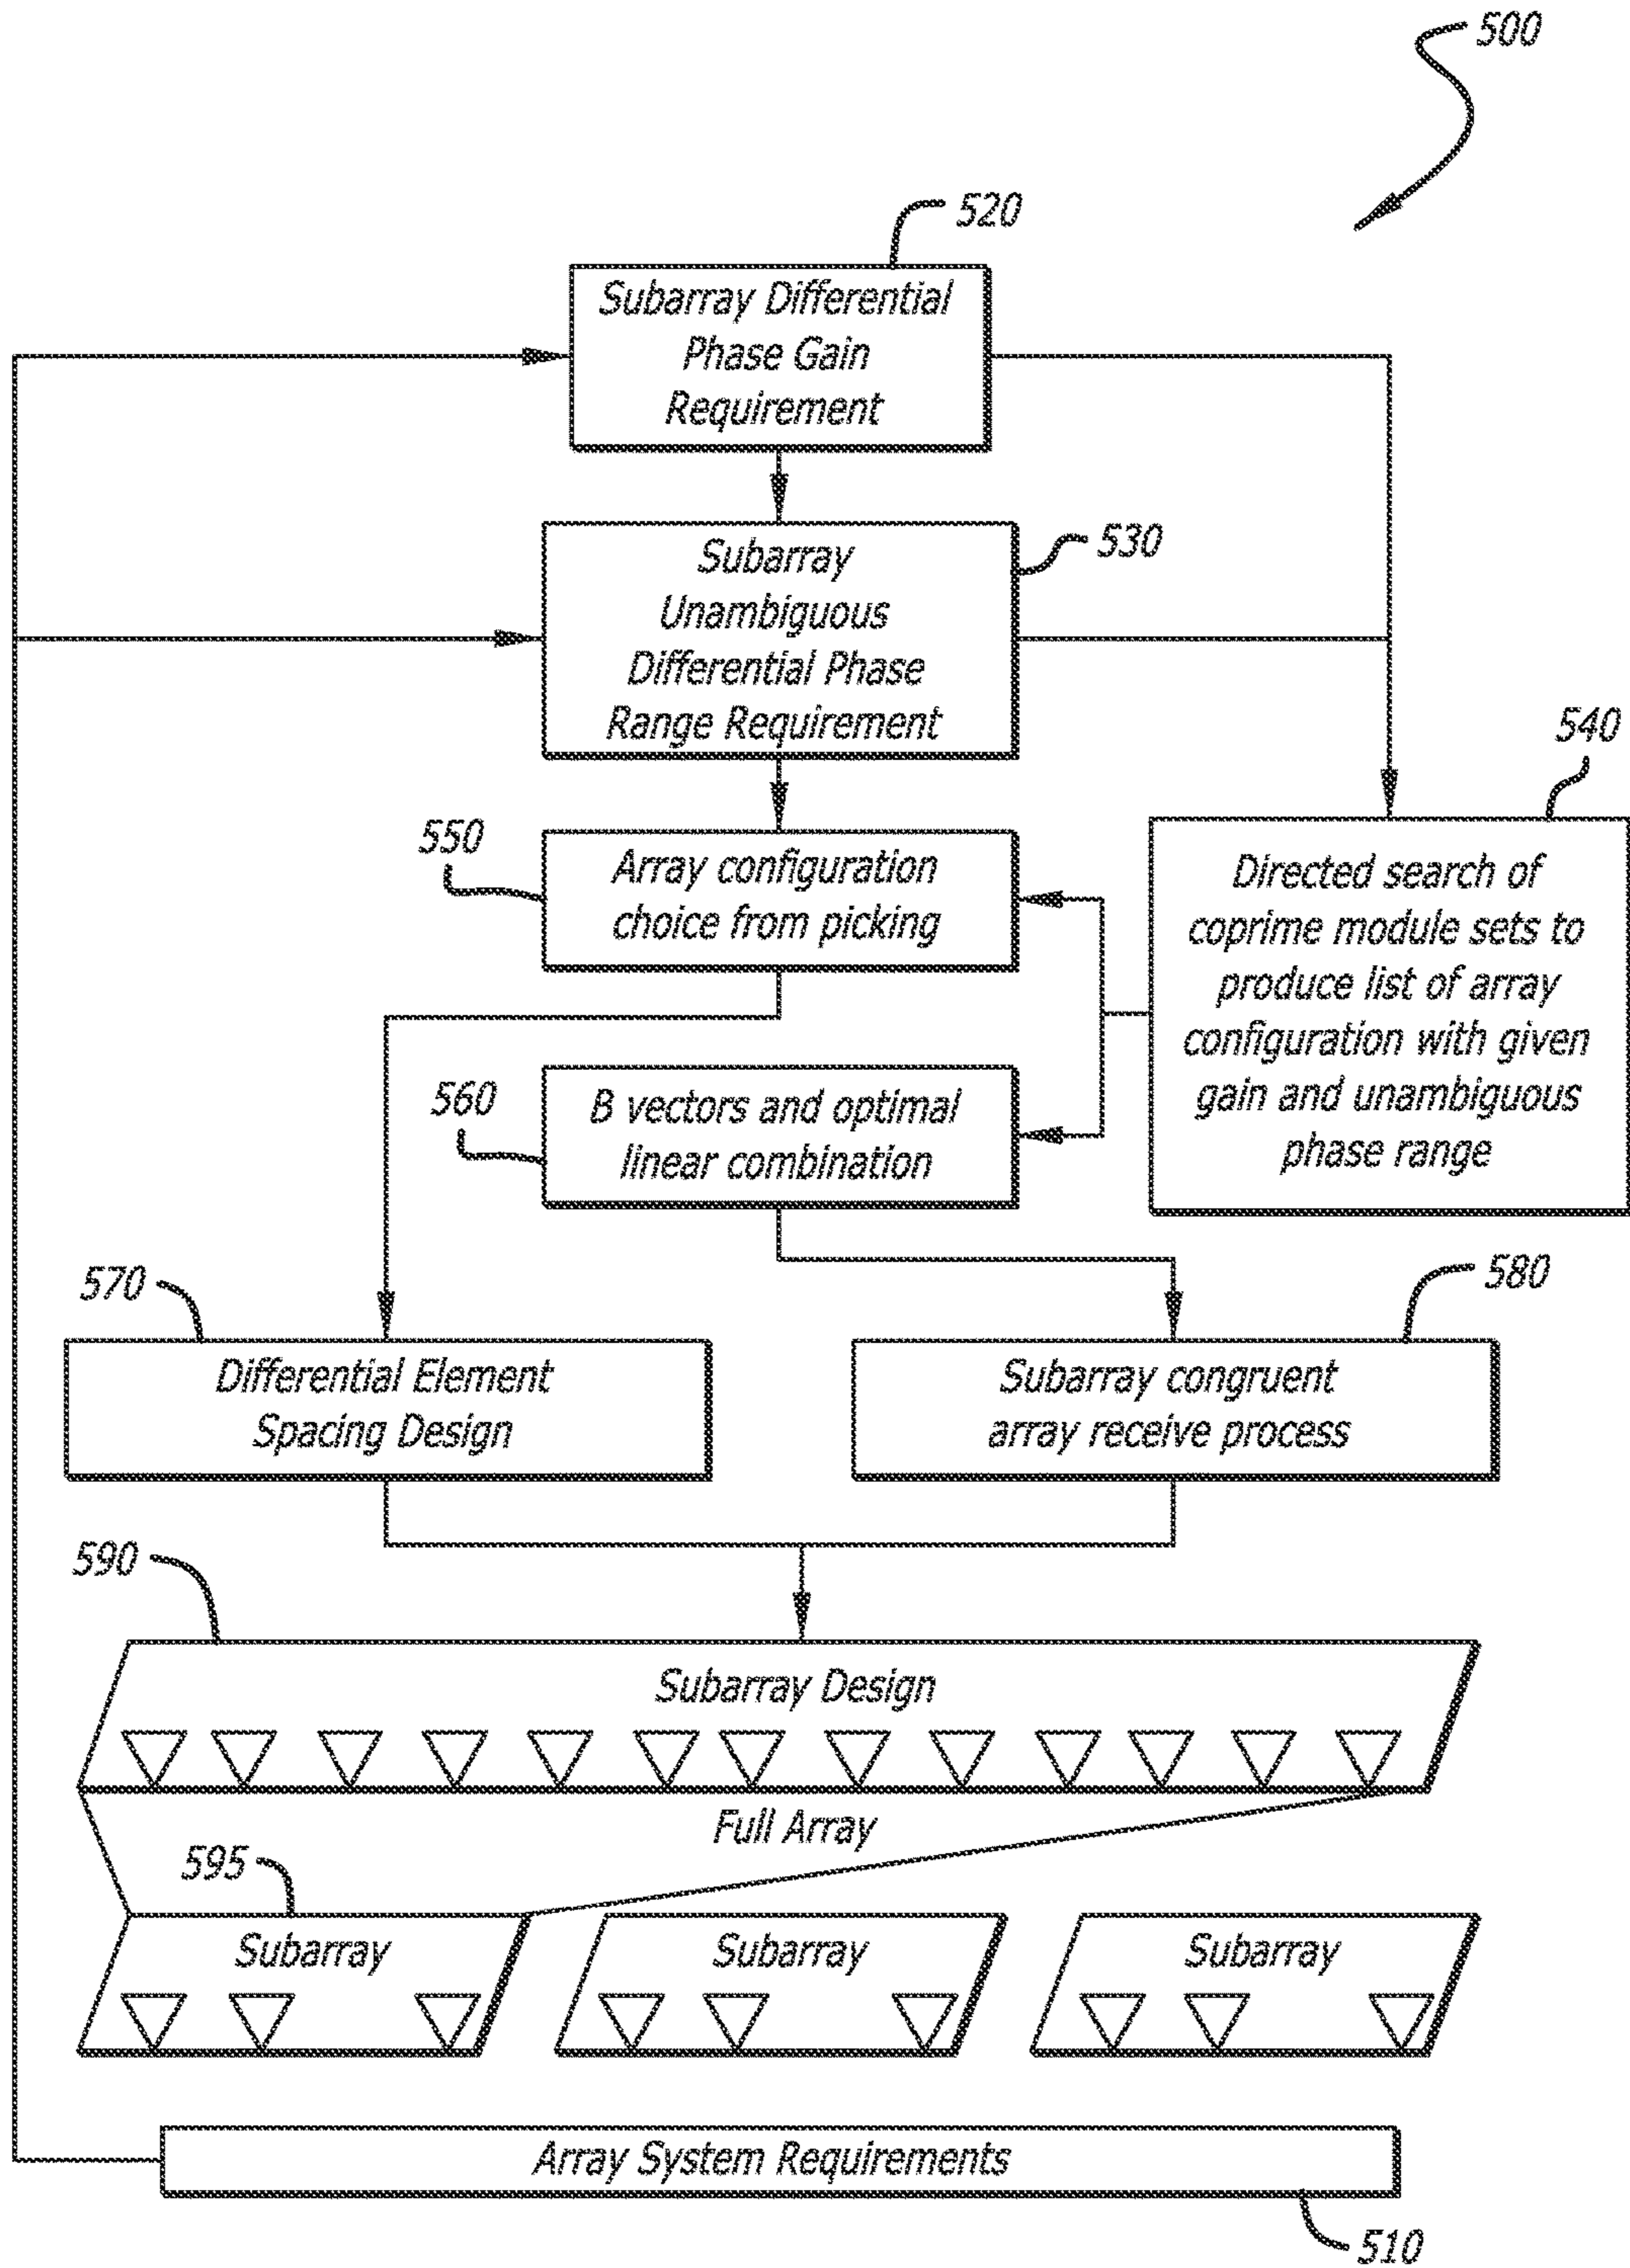 500
520
Subarray Differential
Phase Gain
Requirement
530
Subarray
Unambiguous
Differential Phase
Range Requirement
540
550
Array configuration
choice from picking
Directed search of
coprime module sets to
produce list of array
configuration with given
gain and unambiguous
phase range
560
B vectors and optimal
linear combination
570
580
Differential Element
Spacing Design
Subarray congruent
array receive process
590
Subarray Design
Full Array
595
Subarray
Subarray
Subarray
Array System Requirements
510